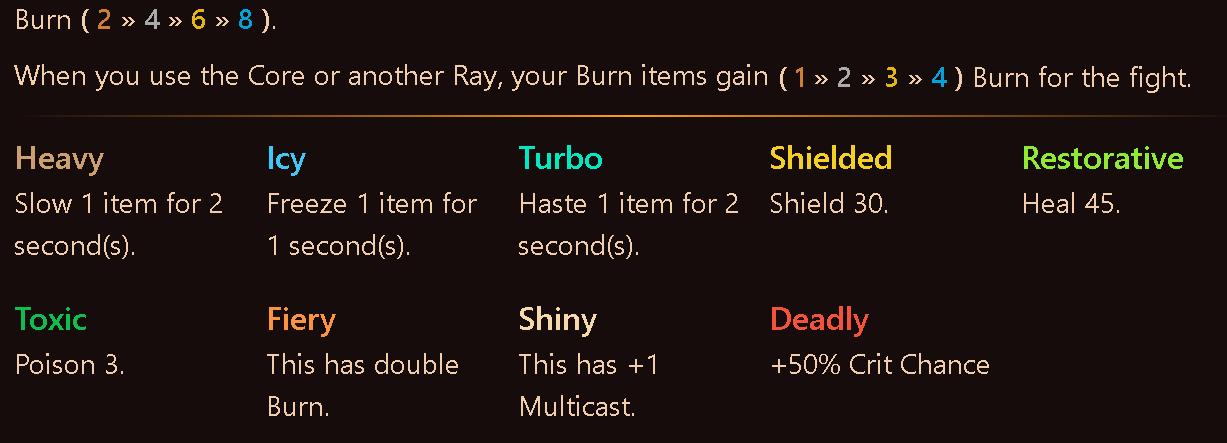 Burn ( 2 » 4 » 6 » 8 ).
When you use the Core or another Ray, your Burn items gain ( 1 » 2 » 3 » 4 ) Burn for the fight.
Heavy
Slow 1 item for 2
second(s).
Icy
Freeze 1 item for
1 second(s).
Turbo
Haste 1 item for 2
second(s).
Shielded
Shield 30.
Restorative
Heal 45.
Toxic
Poison 3.
Fiery
This has double
Burn.
Shiny
This has +1
Multicast.
Deadly
+50% Crit Chance